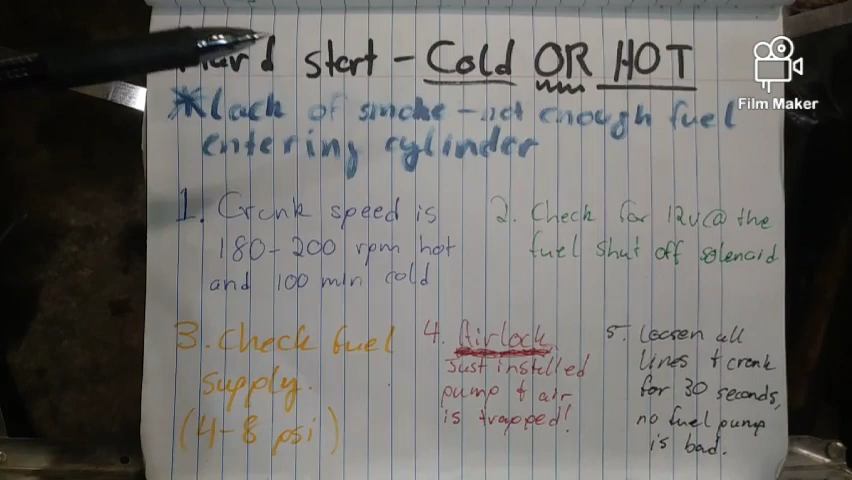 Hard start - Cold OR HOT
Film Maker
*lack of smoke - not enough fuel
entering cylinder
1. Crank speed is
180-200 rpm hot
and 100 min cold
2. Check for 12v@ the
fuel shut off solenoid
3. Check fuel
supply.
(4-8 psi)
4. Airlock
Just installed
pump + air
is trapped!
5. Loosen all
lines + crank
for 30 seconds,
no fuel pump
is bad.